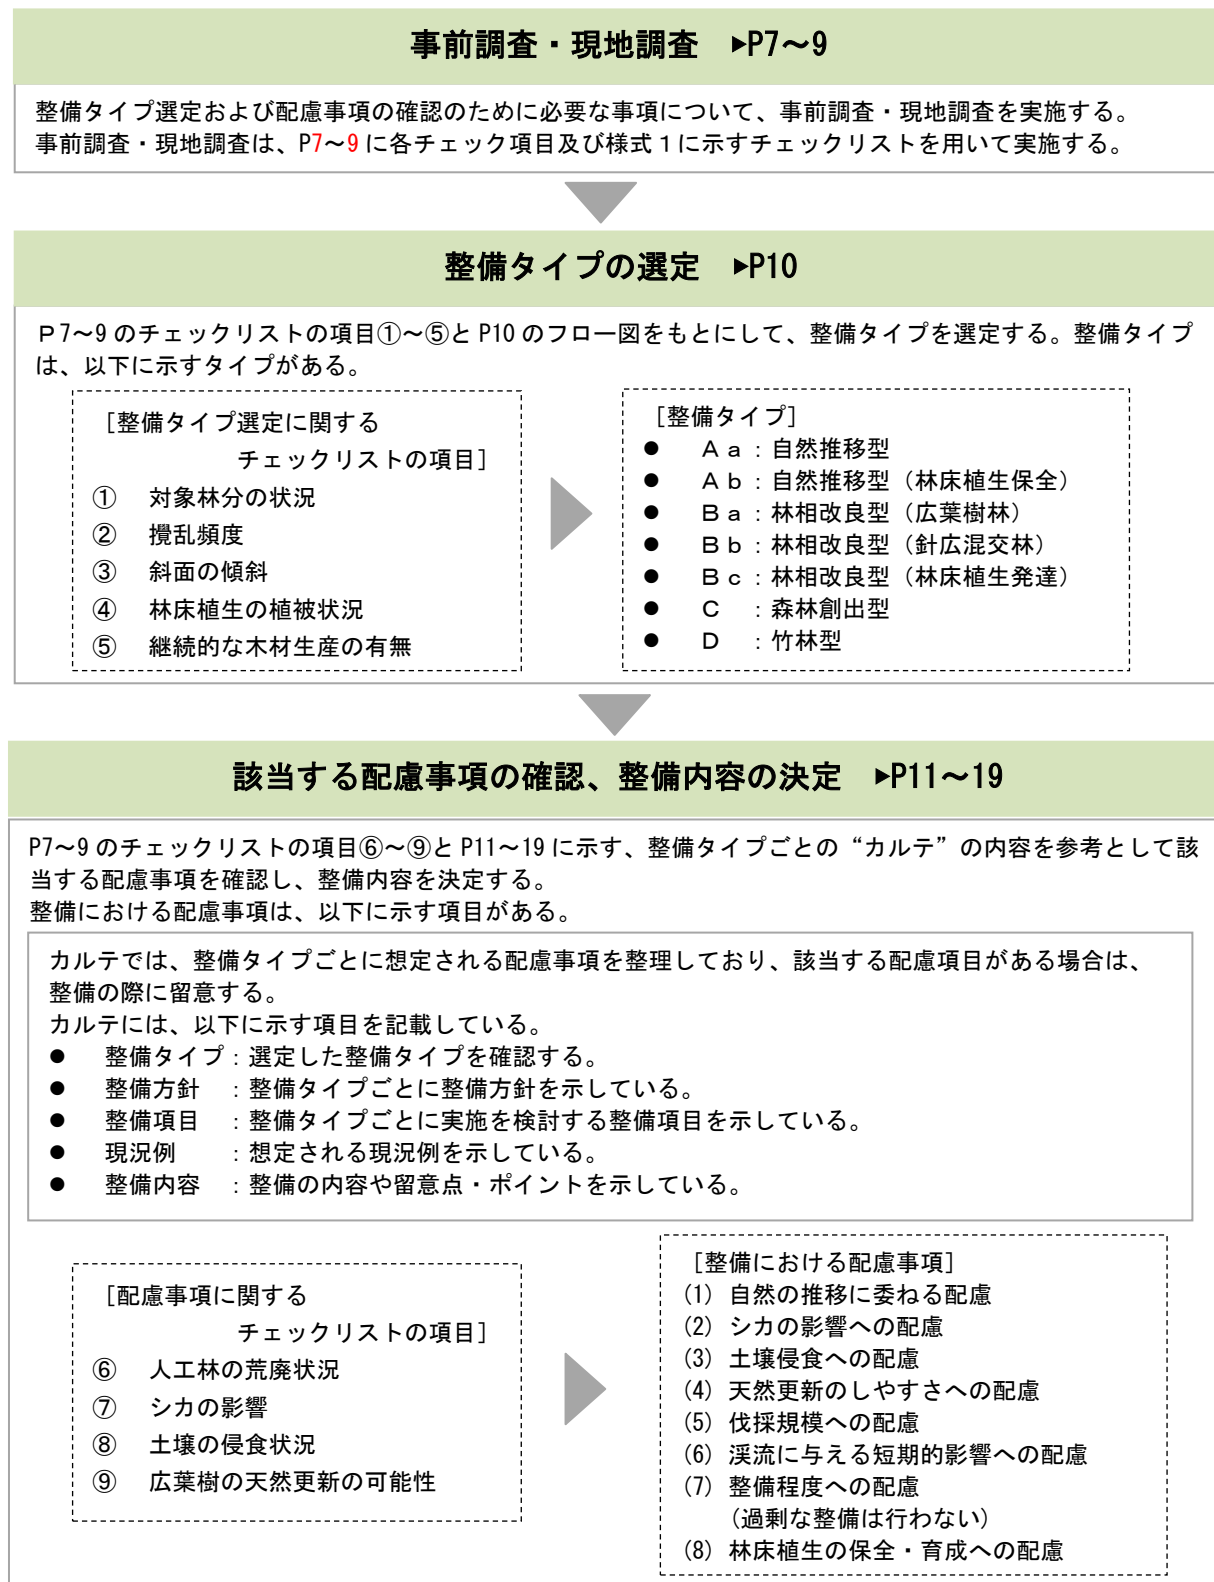 事前調査・現地調査　▶P7～9
整備タイプ選定および配慮事項の確認のために必要な事項について、事前調査・現地調査を実施する。
事前調査・現地調査は、P7～9 に各チェック項目及び様式１に示すチェックリストを用いて実施する。
整備タイプの選定　▶P10
Ｐ7～9 のチェックリストの項目①～⑤と P10 のフロー図をもとにして、整備タイプを選定する。整備タイプ
は、以下に示すタイプがある。
［整備タイプ選定に関する
チェックリストの項目］
①　対象林分の状況
②　攪乱頻度
③　斜面の傾斜
④　林床植生の植被状況
⑤　継続的な木材生産の有無
［整備タイプ］
●　Ａａ：自然推移型
●　Ａｂ：自然推移型（林床植生保全）
●　Ｂａ：林相改良型（広葉樹林）
●　Ｂｂ：林相改良型（針広混交林）
●　Ｂｃ：林相改良型（林床植生発達）
●　Ｃ　：森林創出型
●　Ｄ　：竹林型
該当する配慮事項の確認、整備内容の決定　▶P11～19
P7～9 のチェックリストの項目⑥～⑨と P11～19 に示す、整備タイプごとの“カルテ”の内容を参考として該
当する配慮事項を確認し、整備内容を決定する。
整備における配慮事項は、以下に示す項目がある。
カルテでは、整備タイプごとに想定される配慮事項を整理しており、該当する配慮項目がある場合は、
整備の際に留意する。
カルテには、以下に示す項目を記載している。
●　整備タイプ：選定した整備タイプを確認する。
●　整備方針　：整備タイプごとに整備方針を示している。
●　整備項目　：整備タイプごとに実施を検討する整備項目を示している。
●　現況例　　：想定される現況例を示している。
●　整備内容　：整備の内容や留意点・ポイントを示している。
［配慮事項に関する
チェックリストの項目］
⑥　人工林の荒廃状況
⑦　シカの影響
⑧　土壌の侵食状況
⑨　広葉樹の天然更新の可能性
［整備における配慮事項］
(1) 自然の推移に委ねる配慮
(2) シカの影響への配慮
(3) 土壌侵食への配慮
(4) 天然更新のしやすさへの配慮
(5) 伐採規模への配慮
(6) 渓流に与える短期的影響への配慮
(7) 整備程度への配慮
（過剰な整備は行わない）
(8) 林床植生の保全・育成への配慮